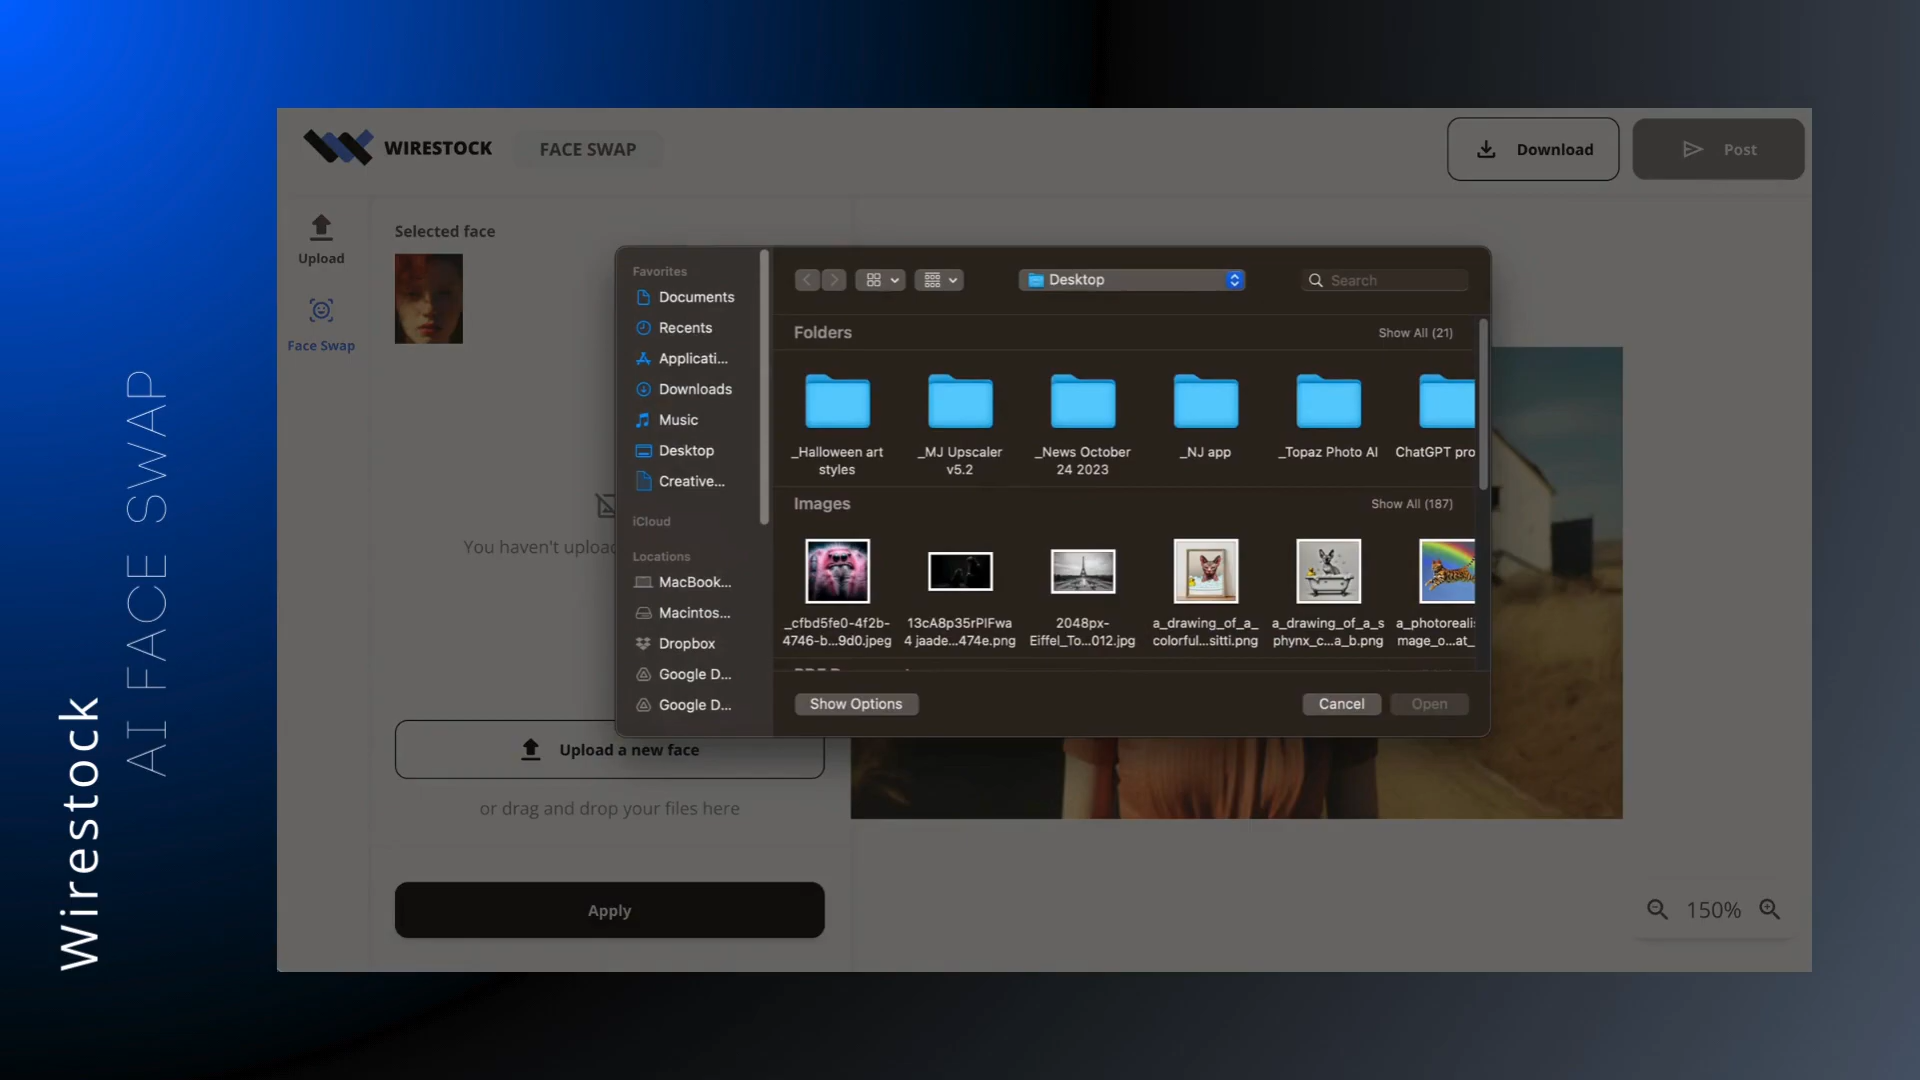 Wirestock
AI FACE SWAP
WIRESTOCK
FACE SWAP
Download
Post
Upload
Face Swap
Selected face
You haven't uploa
Upload a new face
or drag and drop your files here
Apply
150%
Favorites
Documents
Recents
Applicati...
Downloads
Music
Desktop
Creative...
iCloud
Locations
MacBook...
Macintos...
Dropbox
Google D...
Google D...
Desktop
Search
Folders
Show All (21)
_Halloween art
styles
_MJ Upscaler
v5.2
_News October
24 2023
_NJ app
_Topaz Photo AI
ChatGPT pro
Images
Show All (187)
_cfbd5fe0-4f2b-
4746-b...9d0.jpeg
13cA8p35rPIFwa
4 jaade...474e.png
2048px-
Eiffel_To...012.jpg
a_drawing_of_a_
colorful...sitti.png
a_drawing_of_a_s
phynx_c...a_b.png
a_photoreali
mage_o...at_
Show Options
Cancel
Open